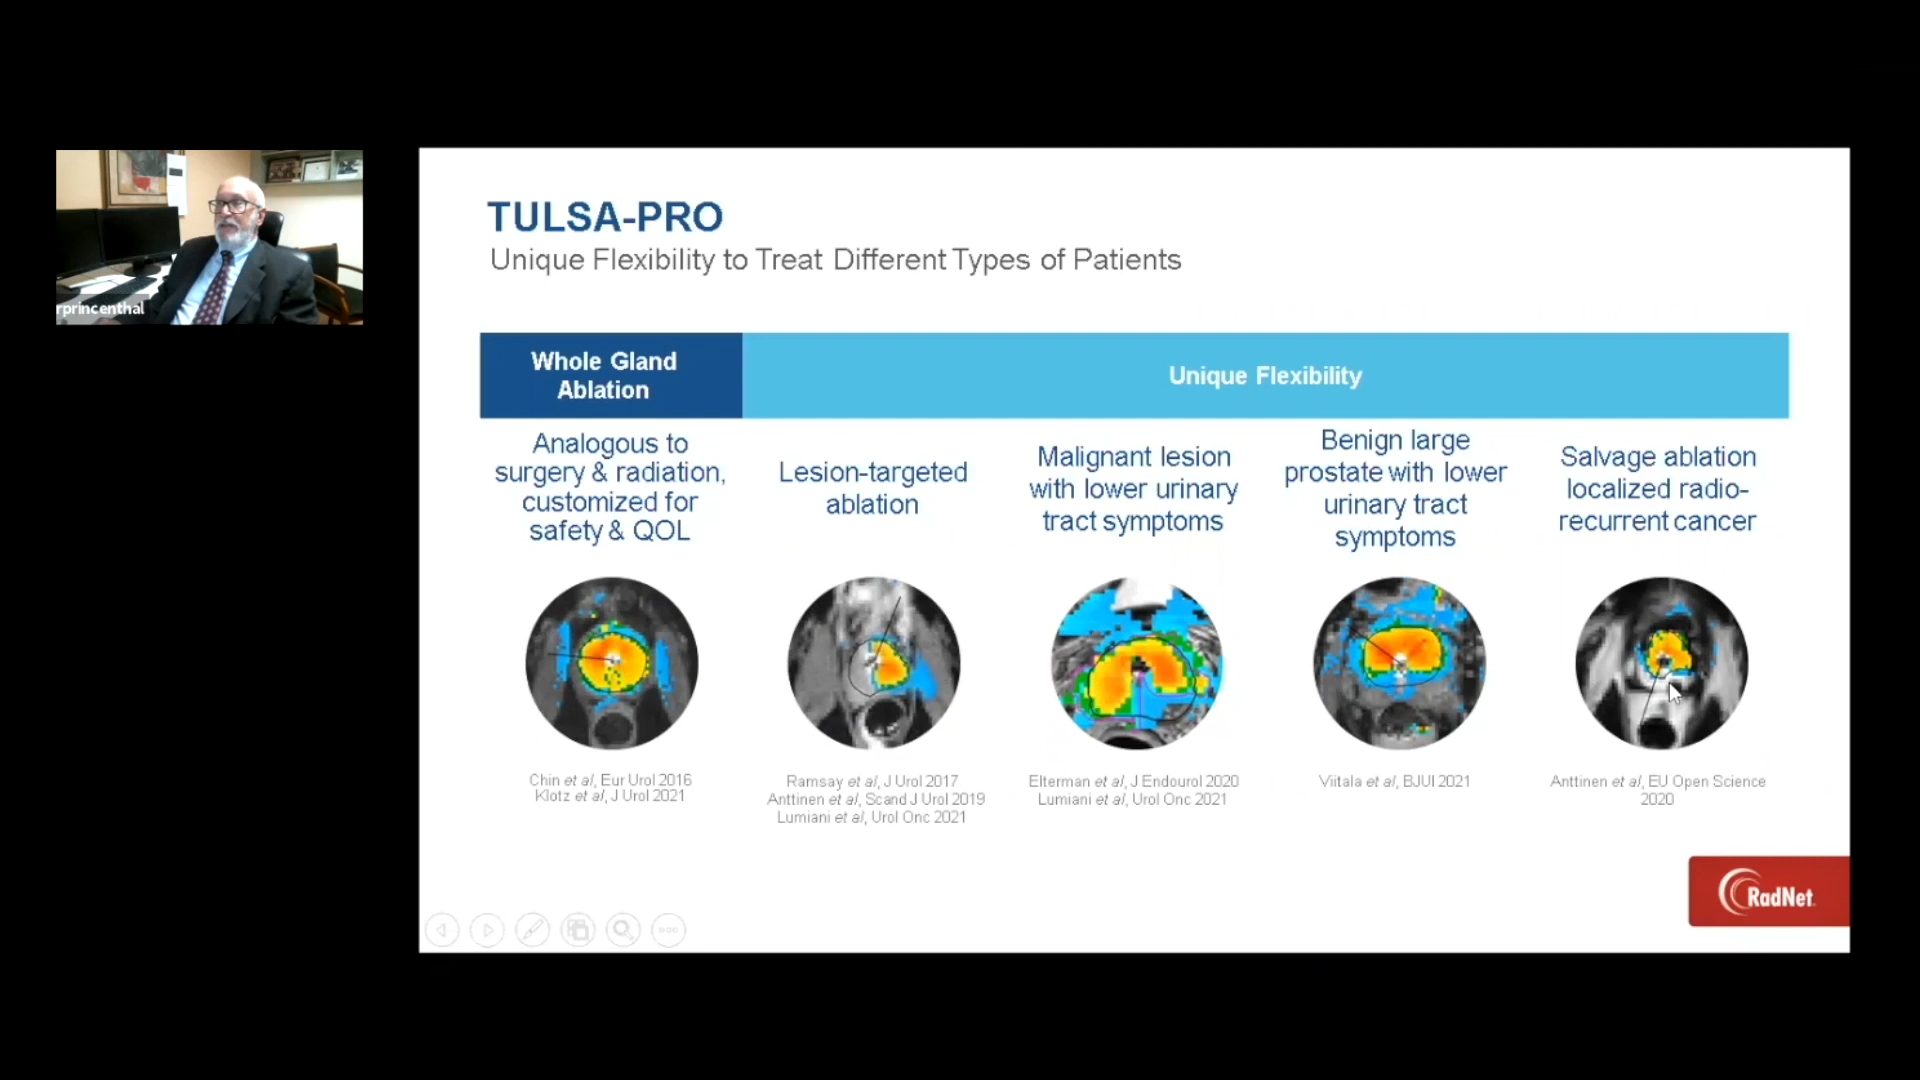 rprincenthal
TULSA-PRO
Unique Flexibility to Treat Different Types of Patients
Whole Gland
Ablation
Unique Flexibility
Analogous to
surgery & radiation,
customized for
safety & QOL
Lesion-targeted
ablation
Malignant lesion
with lower urinary
tract symptoms
Benign large
prostate with lower
urinary tract
symptoms
Salvage ablation
localized radio-
recurrent cancer
Chin et al, Eur Urol 2016
Klotz et al, J Urol 2021
Ramsay et al, J Urol 2017
Anttinen et al, Scand J Urol 2019
Lumiani et al, Urol Onc 2021
Elterman et al, J Endourol 2020
Lumiani et al, Urol Onc 2021
Viitala et al, BJUI 2021
Anttinen et al, EU Open Science
2020
RadNet